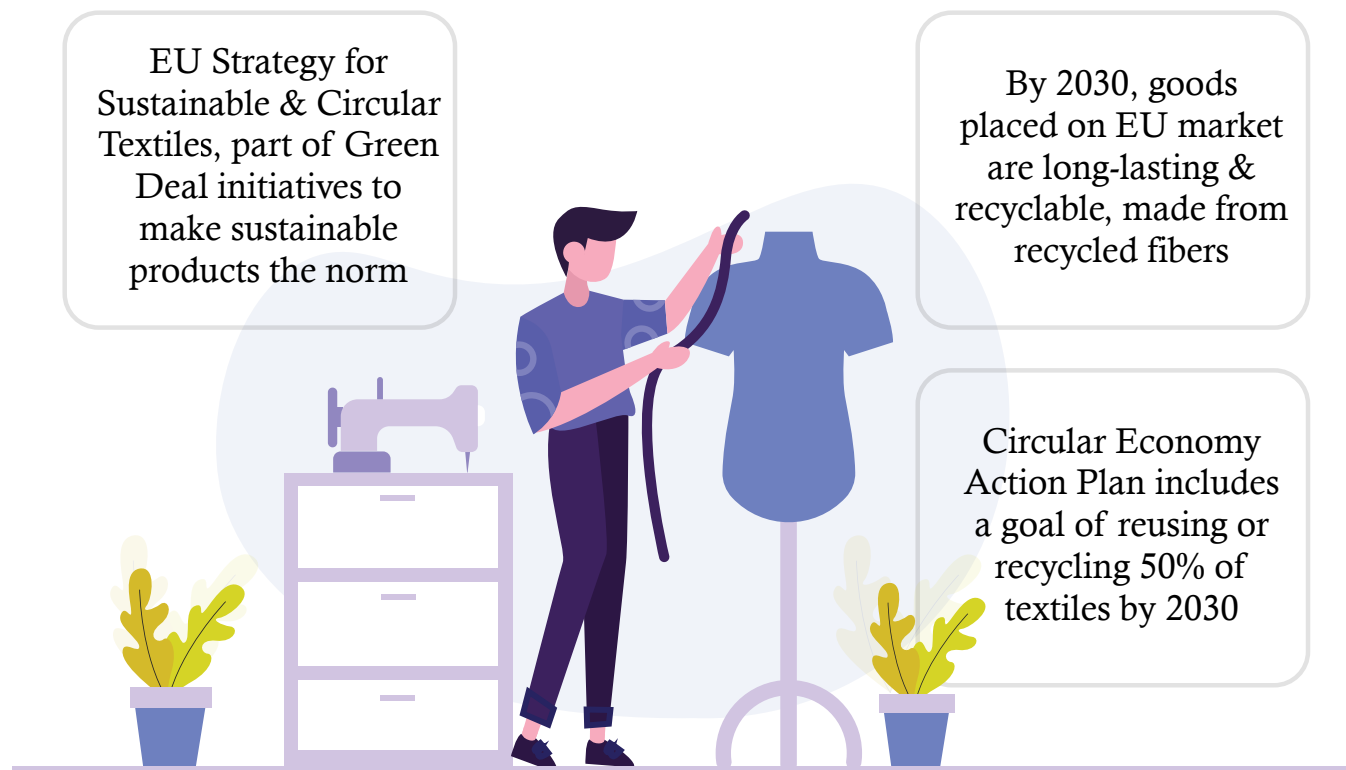 EU Strategy for
Sustainable & Circular
Textiles, part of Green
Deal initiatives to
make sustainable
products the norm
By 2030, goods
placed on EU market
are long-lasting &
recyclable, made from
recycled fibers
Circular Economy
Action Plan includes
a goal of reusing or
recycling 50% of
textiles by 2030